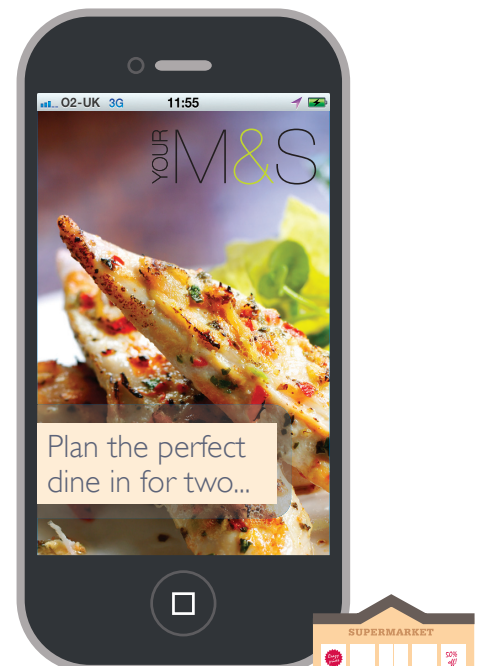 O2-UK 3G 11:55
YOUR M&S
Plan the perfect
dine in for two...
SUPERMARKET
50%
off